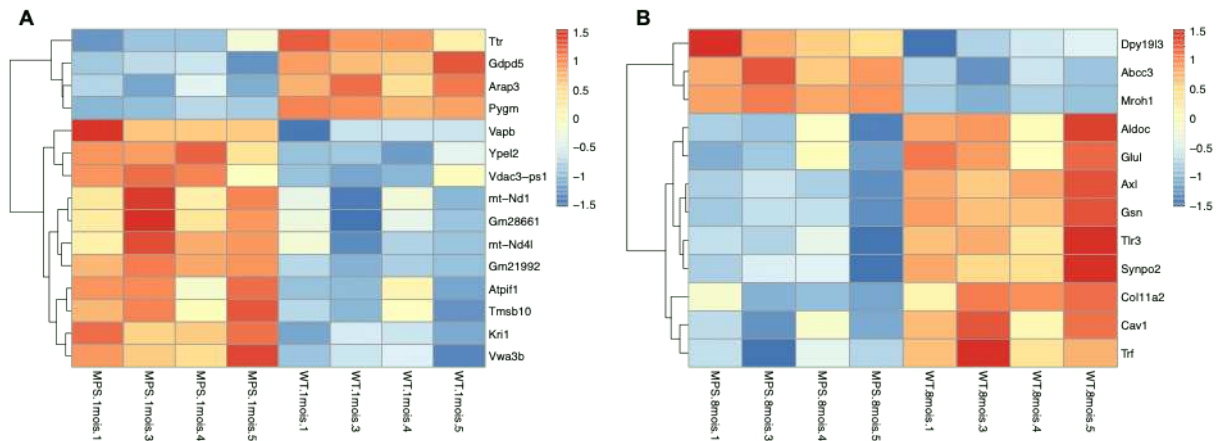 A
Ttr
Gdpd5
Arap3
Pygm
Vapb
Ypel2
Vdac3−ps1
mt−Nd1
Gm28661
mt−Nd4l
Gm21992
Atpif1
Tmsb10
Kri1
Vwa3b
1.5
1
0.5
0
−0.5
−1
−1.5
MPS.1mois.1
MPS.1mois.3
MPS.1mois.4
MPS.1mois.5
WT.1mois.1
WT.1mois.3
WT.1mois.4
WT.1mois.5
B
Dpy19l3
Abcc3
Mroh1
Aldoc
Glul
Axl
Gsn
Tlr3
Synpo2
Col11a2
Cav1
Trf
1.5
1
0.5
0
−0.5
−1
−1.5
MPS.8mois.1
MPS.8mois.3
MPS.8mois.4
MPS.8mois.5
WT.8mois.1
WT.8mois.3
WT.8mois.4
WT.8mois.5